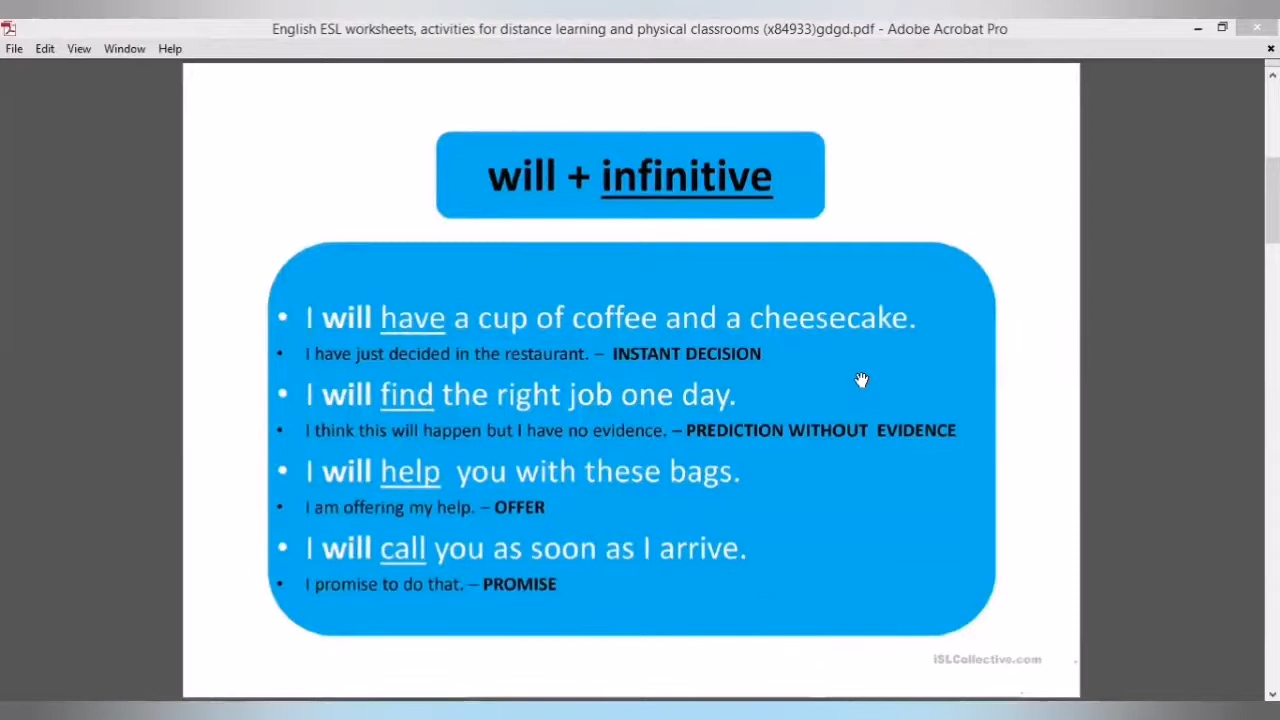 English ESL worksheets, activities for distance learning and physical classrooms (x84933)gdgd.pdf - Adobe Acrobat Pro
File Edit View Window Help
will + infinitive
• I will have a cup of coffee and a cheesecake.
• I have just decided in the restaurant. – INSTANT DECISION
• I will find the right job one day.
• I think this will happen but I have no evidence. – PREDICTION WITHOUT EVIDENCE
• I will help you with these bags.
• I am offering my help. – OFFER
• I will call you as soon as I arrive.
• I promise to do that. – PROMISE
iSLCollective.com